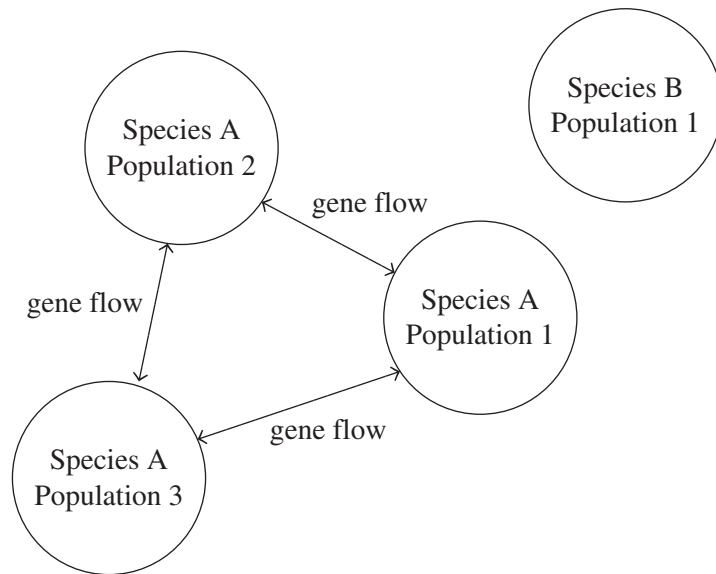 Species B
Population 1
Species A
Population 2
gene flow
Species A
Population 1
gene flow
gene flow
Species A
Population 3